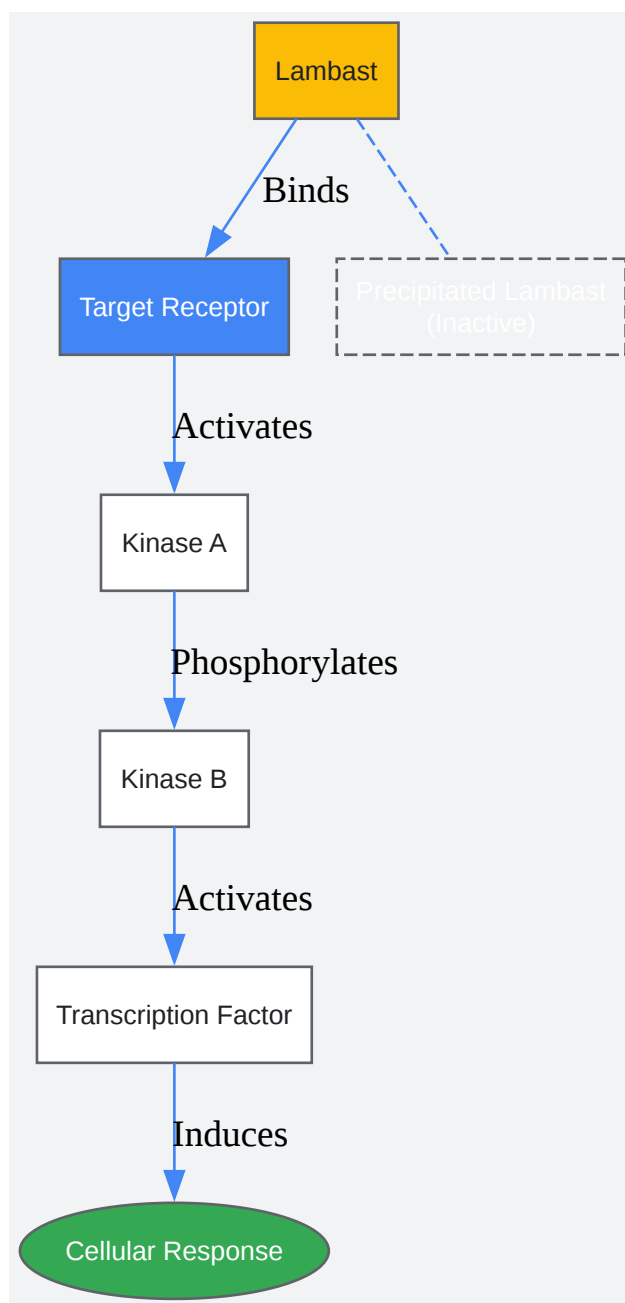 Lambast
Binds
Target Receptor
Precipitated Lambast
(Inactive)
Activates
Kinase A
Phosphorylates
Kinase B
Activates
Transcription Factor
Induces
Cellular Response